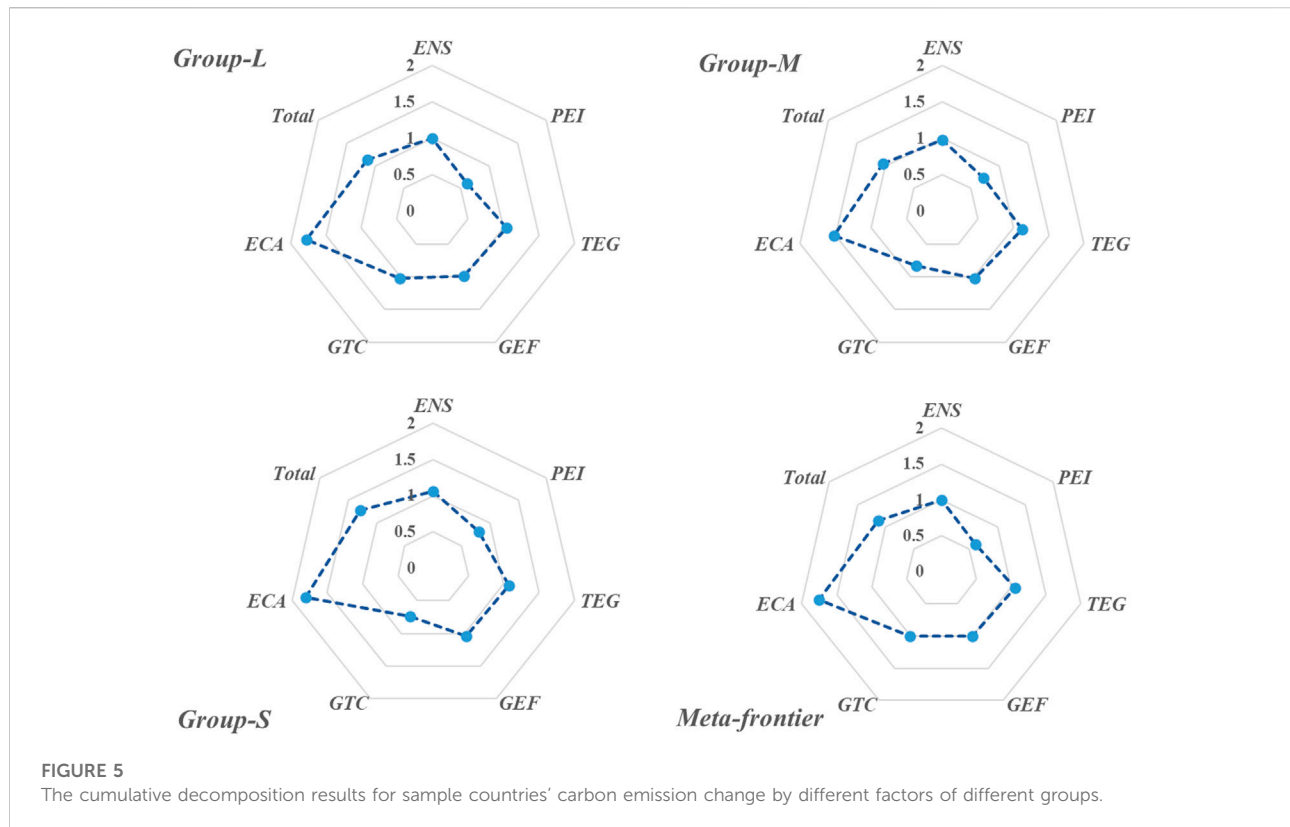 Group-L
ENS
2
1.5
1
0.5
0
PEI
TEG
GEF
GTC
ECA
Total
Group-M
ENS
2
1.5
1
0.5
0
PEI
TEG
GEF
GTC
ECA
Total
Group-S
ENS
2
1.5
1
0.5
0
PEI
TEG
GEF
GTC
ECA
Total
Meta-frontier
ENS
2
1.5
1
0.5
0
PEI
TEG
GEF
GTC
ECA
Total
FIGURE 5
The cumulative decomposition results for sample countries' carbon emission change by different factors of different groups.